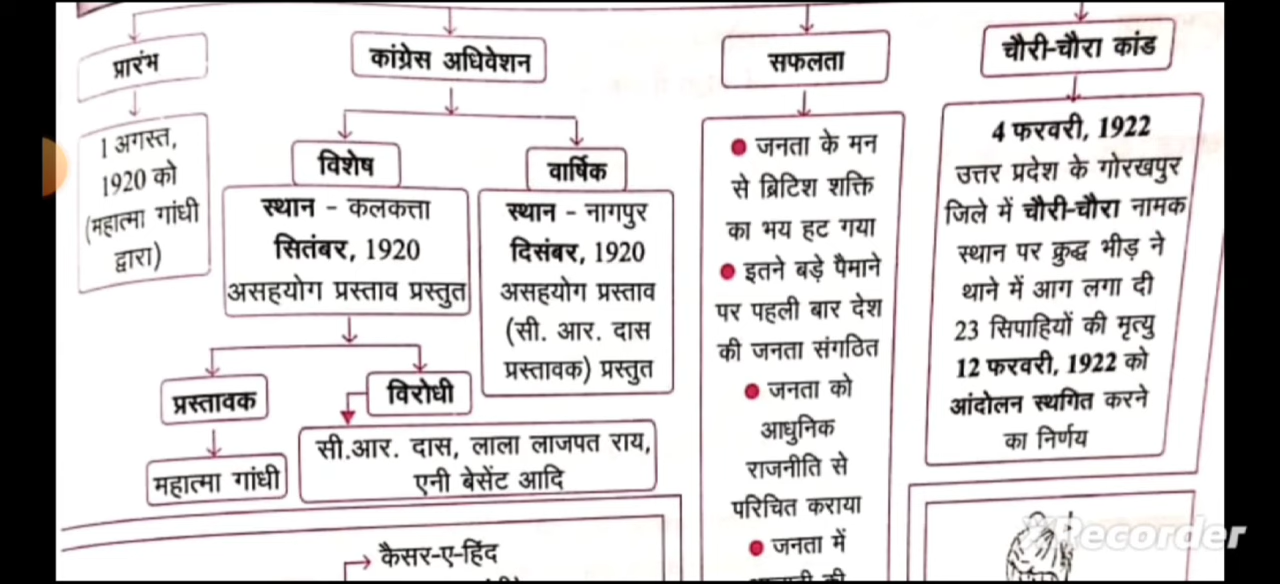 प्रारंभ
1 अगस्त,
1920 को
(महात्मा गांधी
द्वारा)
कांग्रेस अधिवेशन
विशेष
स्थान - कलकत्ता
सितंबर, 1920
असहयोग प्रस्ताव प्रस्तुत
प्रस्तावक
महात्मा गांधी
विरोधी
सी.आर. दास, लाला लाजपत राय,
एनी बेसेंट आदि
वार्षिक
स्थान - नागपुर
दिसंबर, 1920
असहयोग प्रस्ताव
(सी. आर. दास
प्रस्तावक) प्रस्तुत
सफलता
जनता के मन
से ब्रिटिश शक्ति
का भय हट गया
इतने बड़े पैमाने
पर पहली बार देश
की जनता संगठित
जनता को
आधुनिक
राजनीति से
परिचित कराया
जनता में
चौरी-चौरा कांड
4 फरवरी, 1922
उत्तर प्रदेश के गोरखपुर
जिले में चौरी-चौरा नामक
स्थान पर क्रुद्ध भीड़ ने
थाने में आग लगा दी
23 सिपाहियों की मृत्यु
12 फरवरी, 1922 को
आंदोलन स्थगित करने
का निर्णय
कैसर-ए-हिंद
Recorder